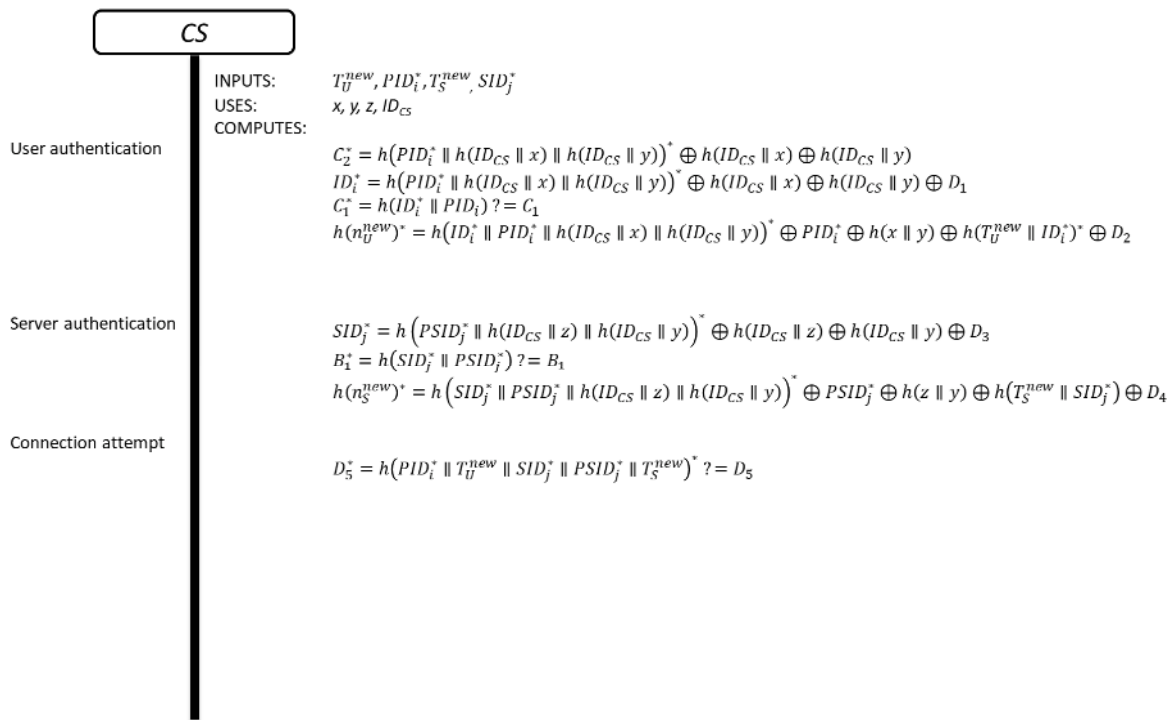 CS
INPUTS: T_U^{new}, PID_i^*, T_S^{new}, SID_j^*
USES: x, y, z, ID_{CS}
COMPUTES:
User authentication
C_2^* = h(PID_i^* ∥ h(ID_{CS} ∥ x) ∥ h(ID_{CS} ∥ y))^* ⊕ h(ID_{CS} ∥ x) ⊕ h(ID_{CS} ∥ y)
ID_i^* = h(PID_i^* ∥ h(ID_{CS} ∥ x) ∥ h(ID_{CS} ∥ y))^* ⊕ h(ID_{CS} ∥ x) ⊕ h(ID_{CS} ∥ y) ⊕ D_1
C_1^* = h(ID_i^* ∥ PID_i) ?= C_1
h(n_U^{new})^* = h(ID_i^* ∥ PID_i^* ∥ h(ID_{CS} ∥ x) ∥ h(ID_{CS} ∥ y))^* ⊕ PID_i^* ⊕ h(x ∥ y) ⊕ h(T_U^{new} ∥ ID_i^*)^* ⊕ D_2
Server authentication
SID_j^* = h(PSID_j^* ∥ h(ID_{CS} ∥ z) ∥ h(ID_{CS} ∥ y))^* ⊕ h(ID_{CS} ∥ z) ⊕ h(ID_{CS} ∥ y) ⊕ D_3
B_1^* = h(SID_j^* ∥ PSID_j^*) ?= B_1
h(n_S^{new})^* = h(SID_j^* ∥ PSID_j^* ∥ h(ID_{CS} ∥ z) ∥ h(ID_{CS} ∥ y))^* ⊕ PSID_j^* ⊕ h(z ∥ y) ⊕ h(T_S^{new} ∥ SID_j^*) ⊕ D_4
Connection attempt
D_5^* = h(PID_i^* ∥ T_U^{new} ∥ SID_j^* ∥ PSID_j^* ∥ T_S^{new})^* ?= D_5